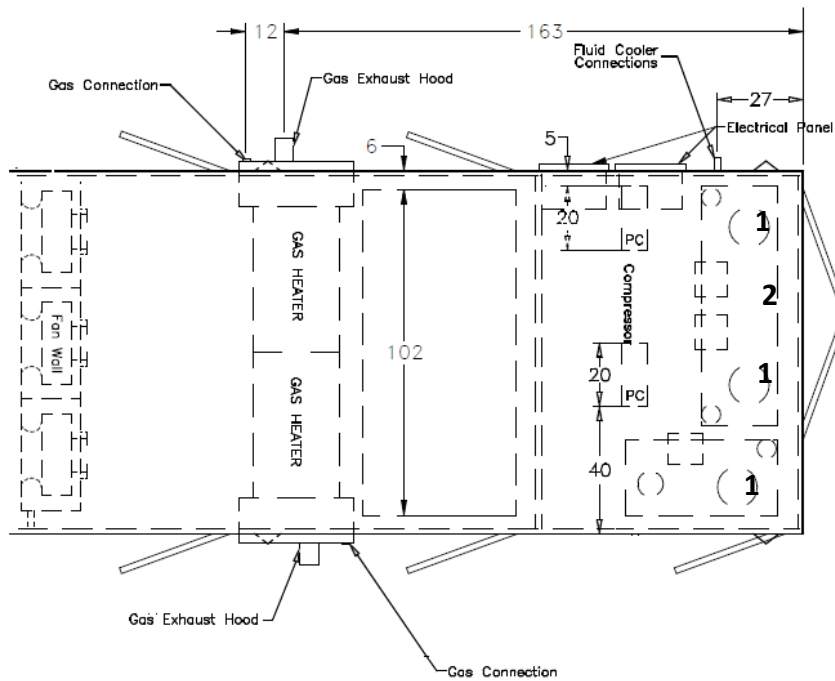 12
163
Fluid Cooler
Connections
Gas Connection
Gas Exhaust Hood
27
Electrical Panel
6
5
20
PC
1
GAS HEATER
Compressor
2
Fan Wall
102
20
PC
1
GAS HEATER
40
1
Gas Exhaust Hood
Gas Connection